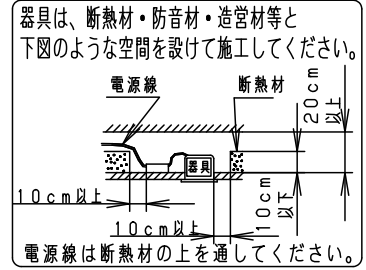 器具は、断熱材・防音材・造営材等と
下図のような空間を設けて施工してください。
電源線
断熱材
20cm以上
器具
10cm以上
10cm以上
10cm以下
電源線は断熱材の上を通してください。